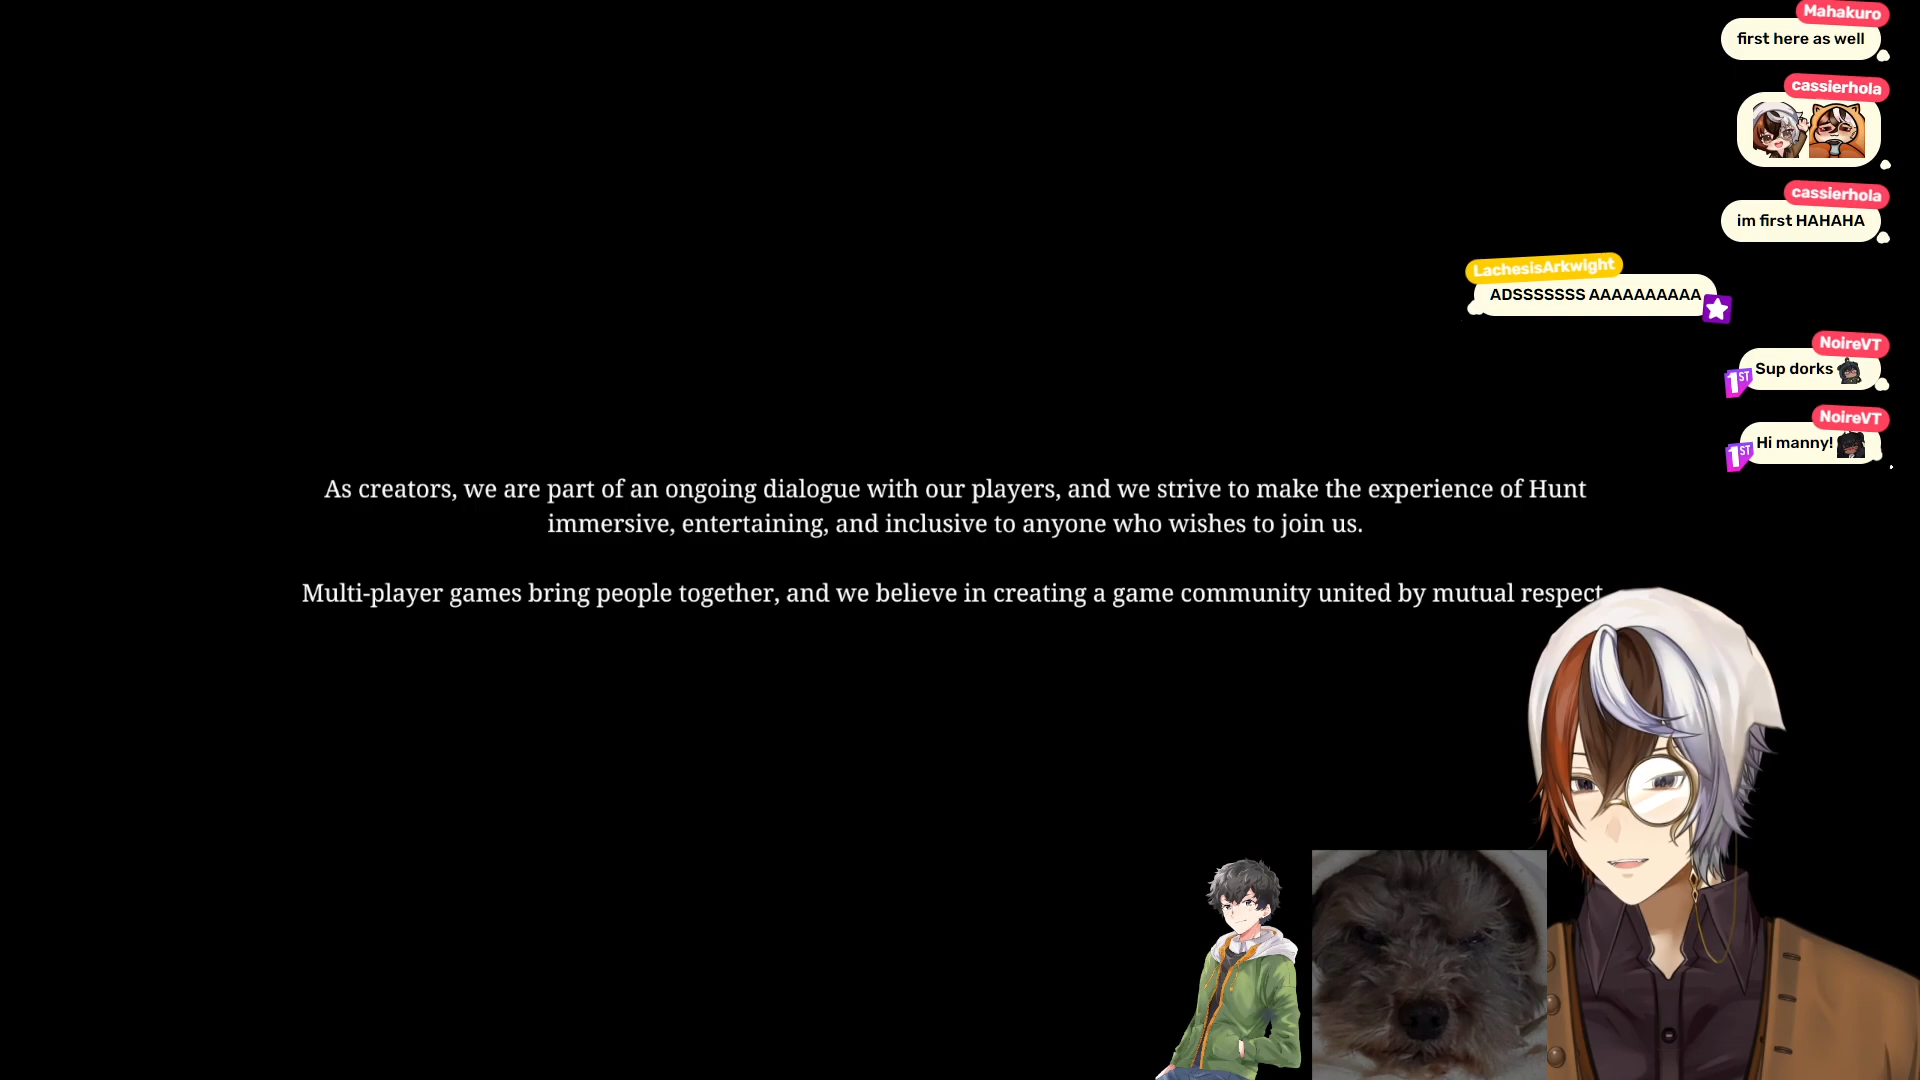 Mahakuro
first here as well
cassierhola
cassierhola
im first HAHAHA
LachesisArkwight
ADSSSSSSS AAAAAAAAAA
NoireVT
1ST
Sup dorks
NoireVT
1ST
Hi manny!
As creators, we are part of an ongoing dialogue with our players, and we strive to make the experience of Hunt
immersive, entertaining, and inclusive to anyone who wishes to join us.
Multi-player games bring people together, and we believe in creating a game community united by mutual respect